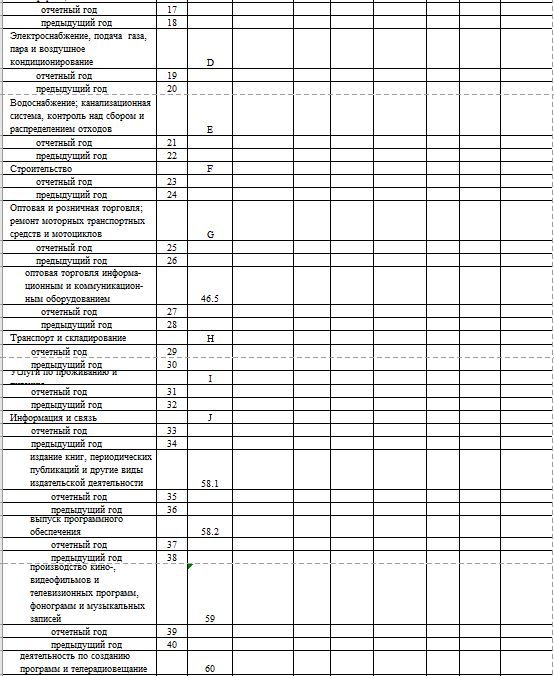 отчетный год 17
предыдущий год 18
Электроснабжение, подача газа,
пара и воздушное
кондиционирование D
отчетный год 19
предыдущий год 20
Водоснабжение; канализационная
система, контроль над сбором и
распределением отходов E
отчетный год 21
предыдущий год 22
Строительство F
отчетный год 23
предыдущий год 24
Оптовая и розничная торговля;
ремонт моторных транспортных
средств и мотоциклов G
отчетный год 25
предыдущий год 26
оптовая торговля информа-
ционным и коммуникацион-
ным оборудованием 46.5
отчетный год 27
предыдущий год 28
Транспорт и складирование H
отчетный год 29
предыдущий год 30
Услуги по проживанию и
I
отчетный год 31
предыдущий год 32
Информация и связь J
отчетный год 33
предыдущий год 34
издание книг, периодических
публикаций и другие виды
издательской деятельности 58.1
отчетный год 35
предыдущий год 36
выпуск программного
обеспечения 58.2
отчетный год 37
предыдущий год 38
производство кино-,
видеофильмов и
телевизионных программ,
фонограмм и музыкальных
записей 59
отчетный год 39
предыдущий год 40
деятельность по созданию
программ и телерадиовещание 60